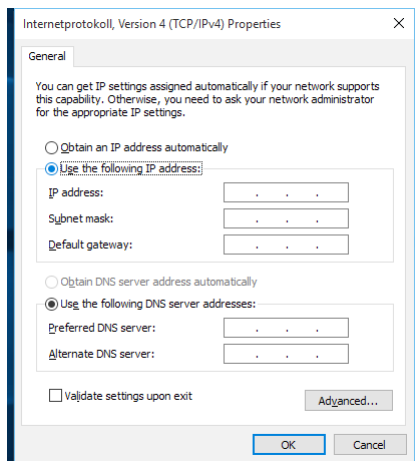 Internetprotokoll, Version 4 (TCP/IPv4) Properties
General
You can get IP settings assigned automatically if your network supports
this capability. Otherwise, you need to ask your network administrator
for the appropriate IP settings.
Obtain an IP address automatically
Use the following IP address:
IP address:
Subnet mask:
Default gateway:
Obtain DNS server address automatically
Use the following DNS server addresses:
Preferred DNS server:
Alternate DNS server:
Validate settings upon exit
Advanced...
OK Cancel